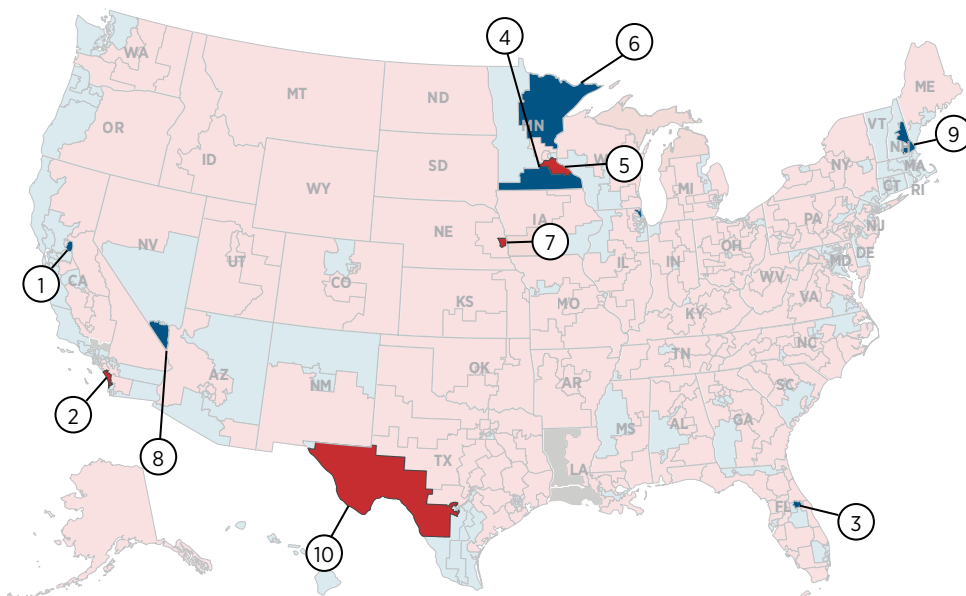 4
6
WA
MT
ND
MN
ME
VT
NH
9
OR
ID
SD
5
NY
MA
CT
RI
WY
MI
IA
PA
NJ
NE
7
NV
OH
DE
UT
IL
IN
MD
1
CA
CO
WV
VA
KS
MO
KY
NC
TN
OK
AZ
NM
AR
SC
2
MS
AL
GA
8
TX
LA
FL
3
10